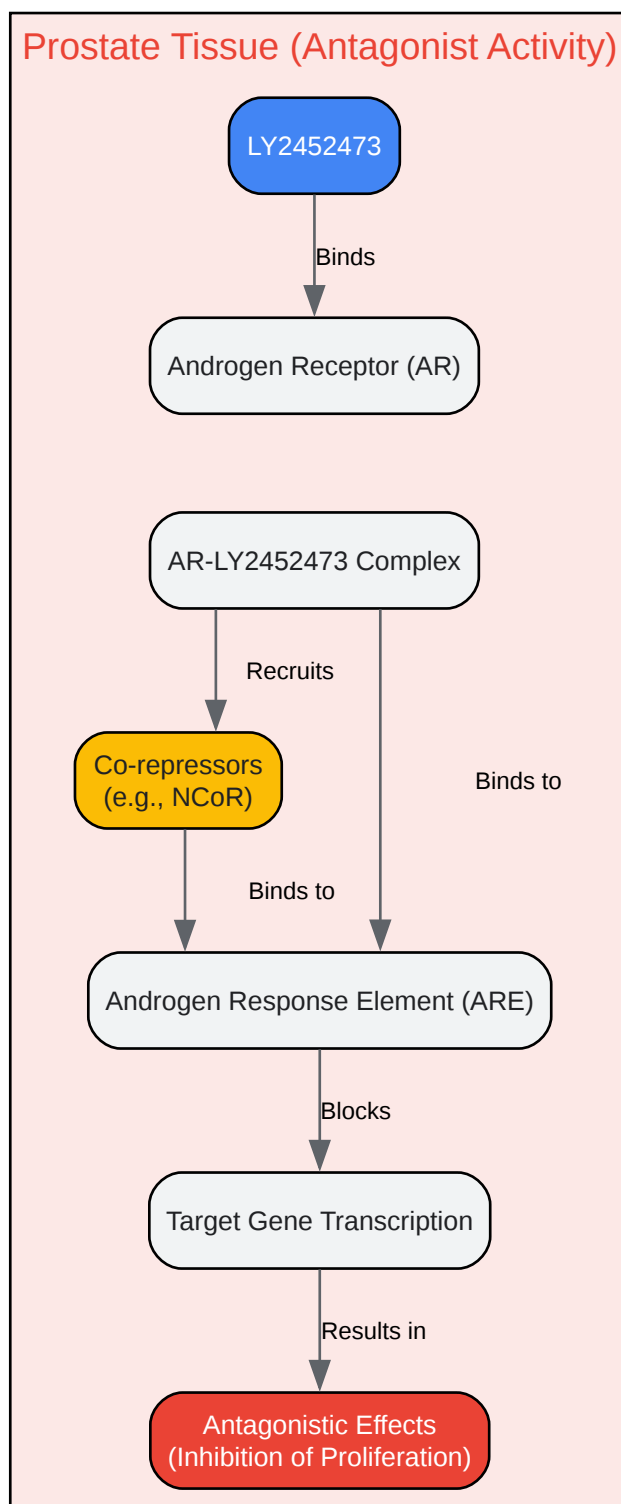 Prostate Tissue (Antagonist Activity)
LY2452473
Binds
Androgen Receptor (AR)
AR-LY2452473 Complex
Recruits
Co-repressors
(e.g., NCoR)
Binds to
Binds to
Androgen Response Element (ARE)
Blocks
Target Gene Transcription
Results in
Antagonistic Effects
(Inhibition of Proliferation)